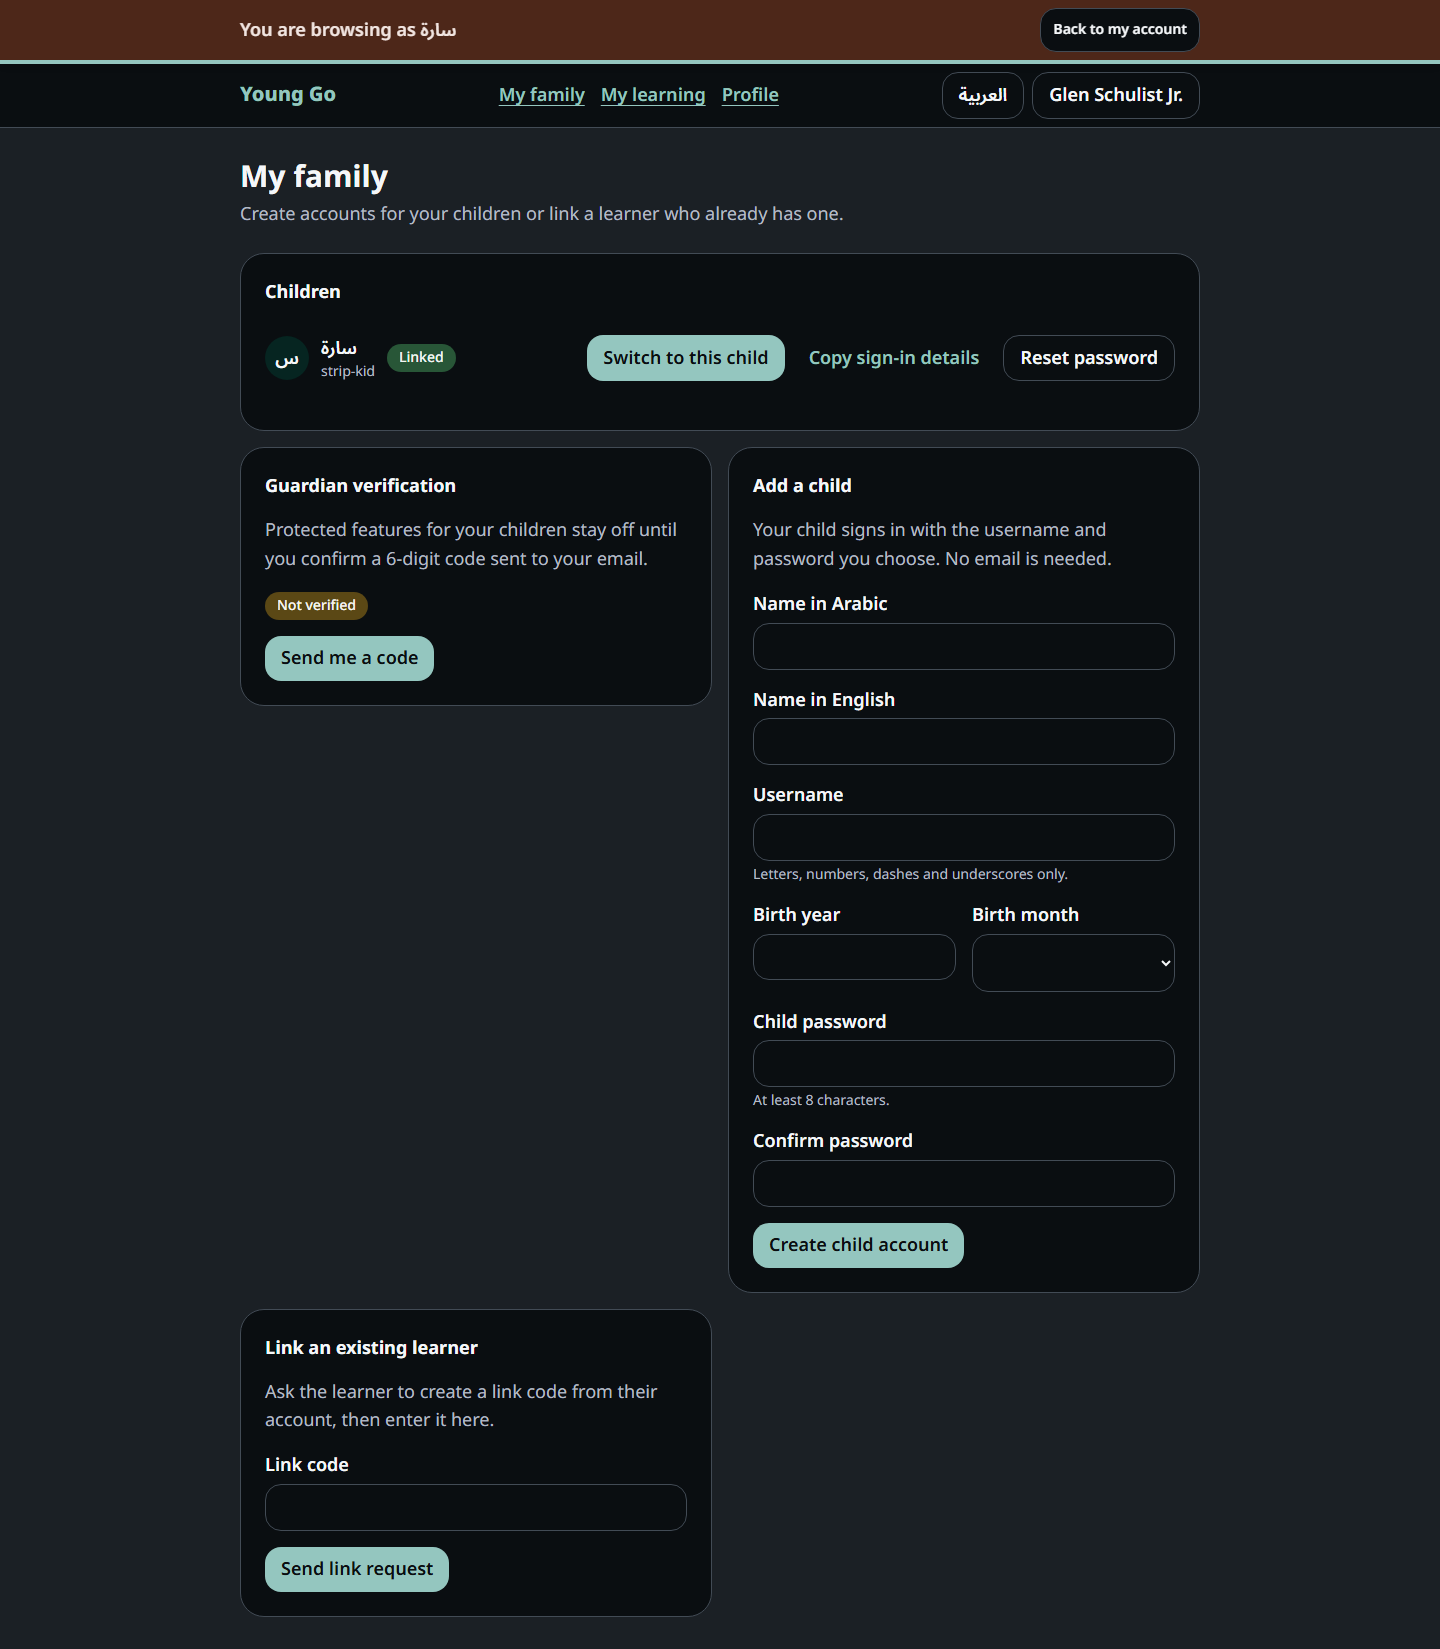 You are browsing as سارة
Back to my account
Young Go
My family
My learning
Profile
العربية
Glen Schulist Jr.
My family
Create accounts for your children or link a learner who already has one.
Children
س
سارة
strip-kid
Linked
Switch to this child
Copy sign-in details
Reset password
Guardian verification
Protected features for your children stay off until
you confirm a 6-digit code sent to your email.
Not verified
Send me a code
Add a child
Your child signs in with the username and
password you choose. No email is needed.
Name in Arabic
Name in English
Username
Letters, numbers, dashes and underscores only.
Birth year
Birth month
Child password
At least 8 characters.
Confirm password
Create child account
Link an existing learner
Ask the learner to create a link code from their
account, then enter it here.
Link code
Send link request